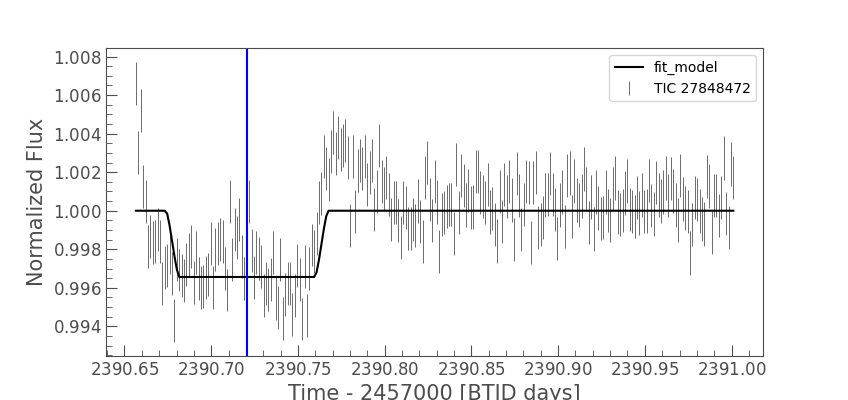 1.008
1.006
1.004
1.002
1.000
0.998
0.996
0.994
Normalized Flux
fit_model
TIC 27848472
2390.65 2390.70 2390.75 2390.80 2390.85 2390.90 2390.95 2391.00
Time - 2457000 [BTJD days]